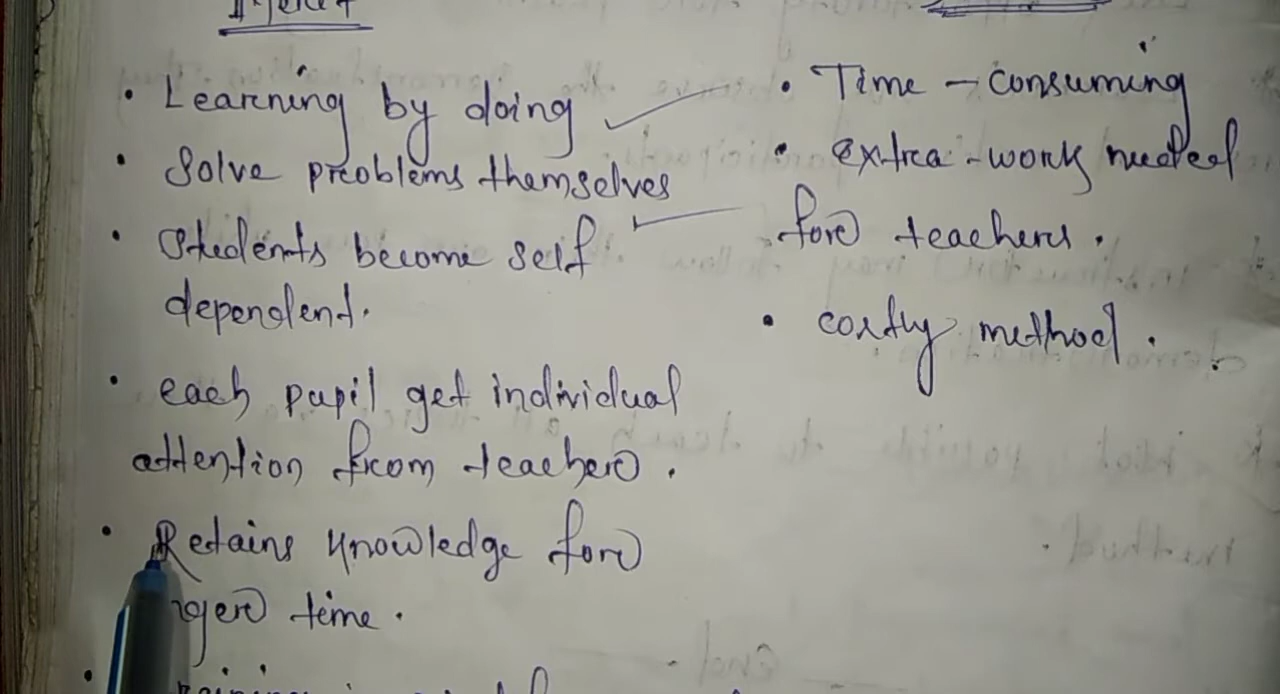 • Learning by doing
• Solve problems themselves
• Students become self
dependent.
• each pupil get individual
attention from teacher.
• Retains knowledge for
time.
• Time - consuming
• extra - work needed
for teachers.
• costly method.